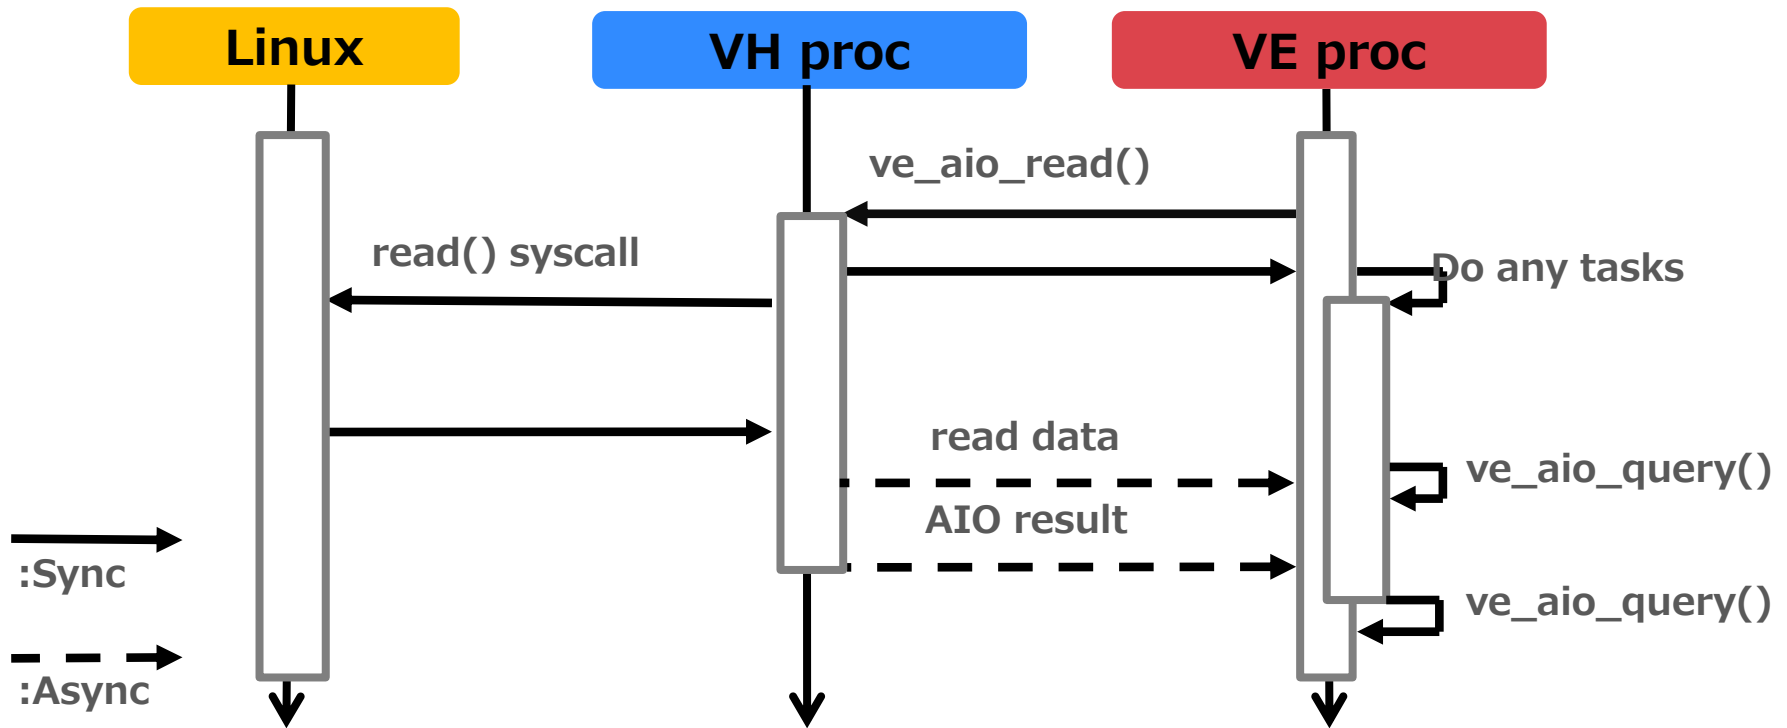 Linux
VH proc
VE proc
ve_aio_read()
read() syscall
Do any tasks
read data
ve_aio_query()
AIO result
:Sync
ve_aio_query()
:Async